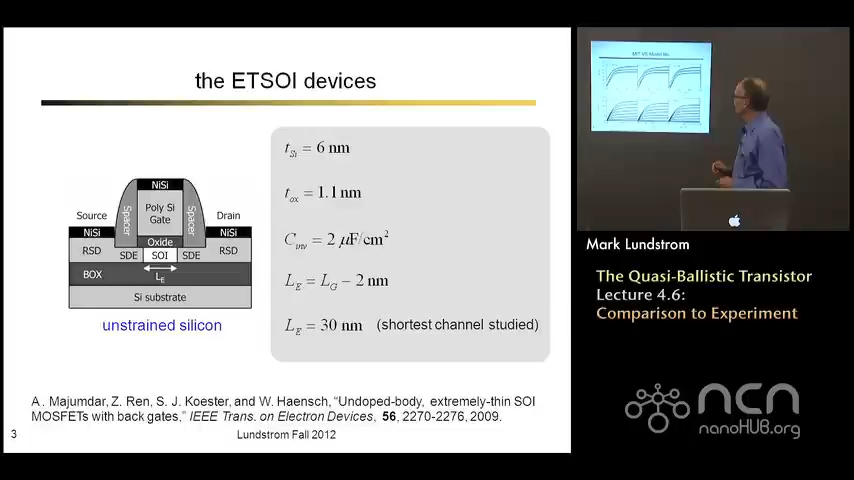 the ETSOI devices
NiSi
Poly Si
Gate
Source
Spacer
Spacer
Drain
NiSi
Oxide
NiSi
RSD
SDE
SOI
SDE
RSD
BOX
L_E
Si substrate
unstrained silicon
t_Si = 6 nm
t_ox = 1.1 nm
C_inv = 2 μF/cm²
L_E = L_G − 2 nm
L_E = 30 nm (shortest channel studied)
A. Majumdar, Z. Ren, S. J. Koester, and W. Haensch, "Undoped-body, extremely-thin SOI
MOSFETs with back gates," IEEE Trans. on Electron Devices, 56, 2270-2276, 2009.
3
Lundstrom Fall 2012
Mark Lundstrom
The Quasi-Ballistic Transistor
Lecture 4.6:
Comparison to Experiment
ncn
nanoHUB.org